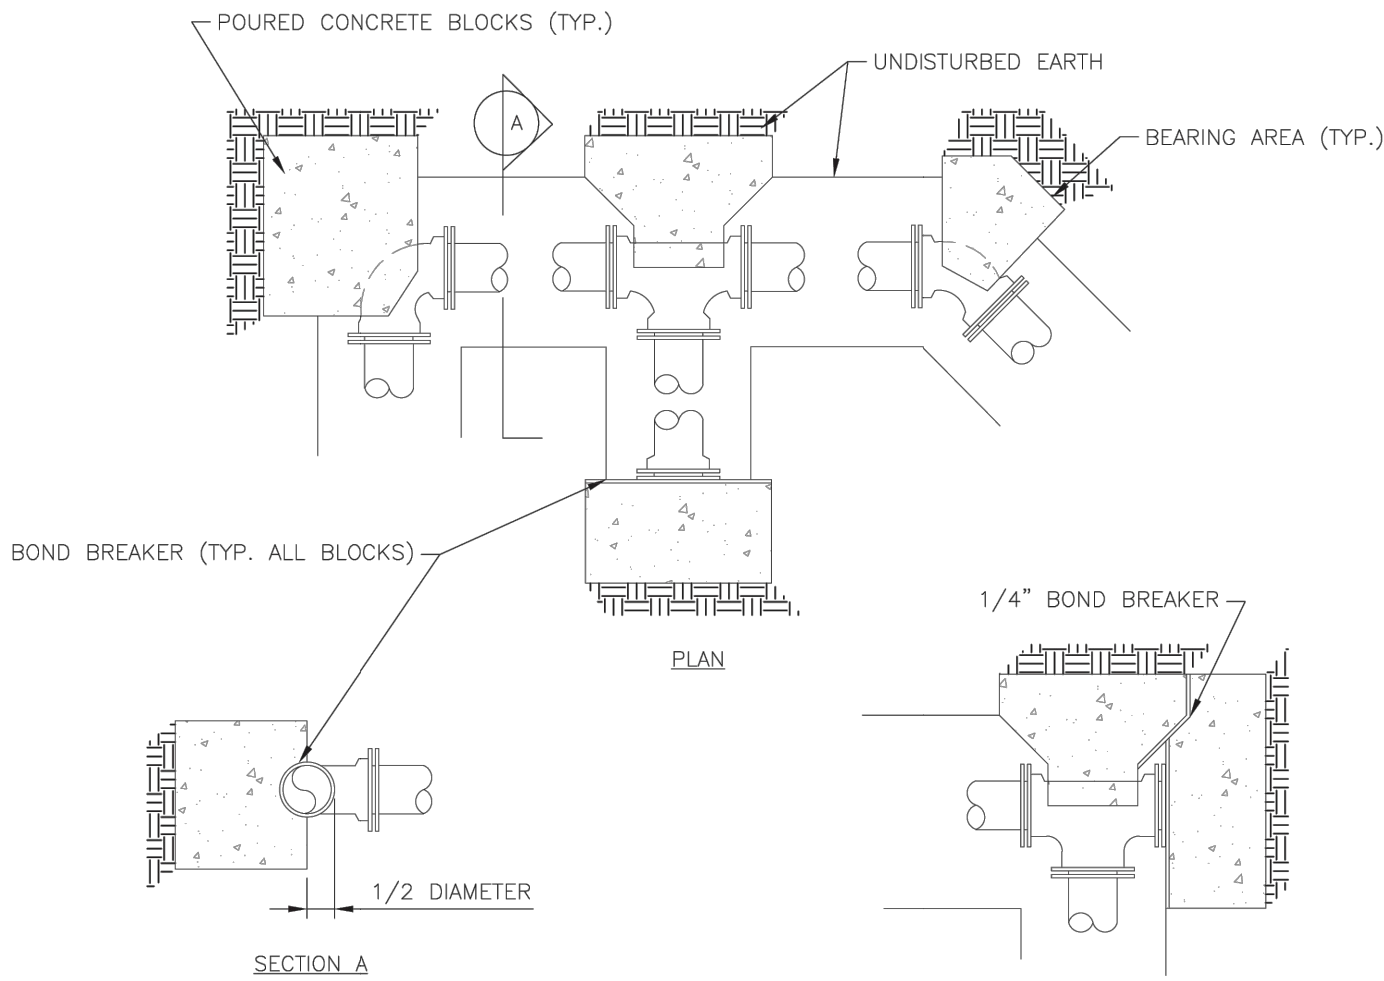 POURED CONCRETE BLOCKS (TYP.)
UNDISTURBED EARTH
A
BEARING AREA (TYP.)
BOND BREAKER (TYP. ALL BLOCKS)
1/4” BOND BREAKER
PLAN
1/2 DIAMETER
SECTION A